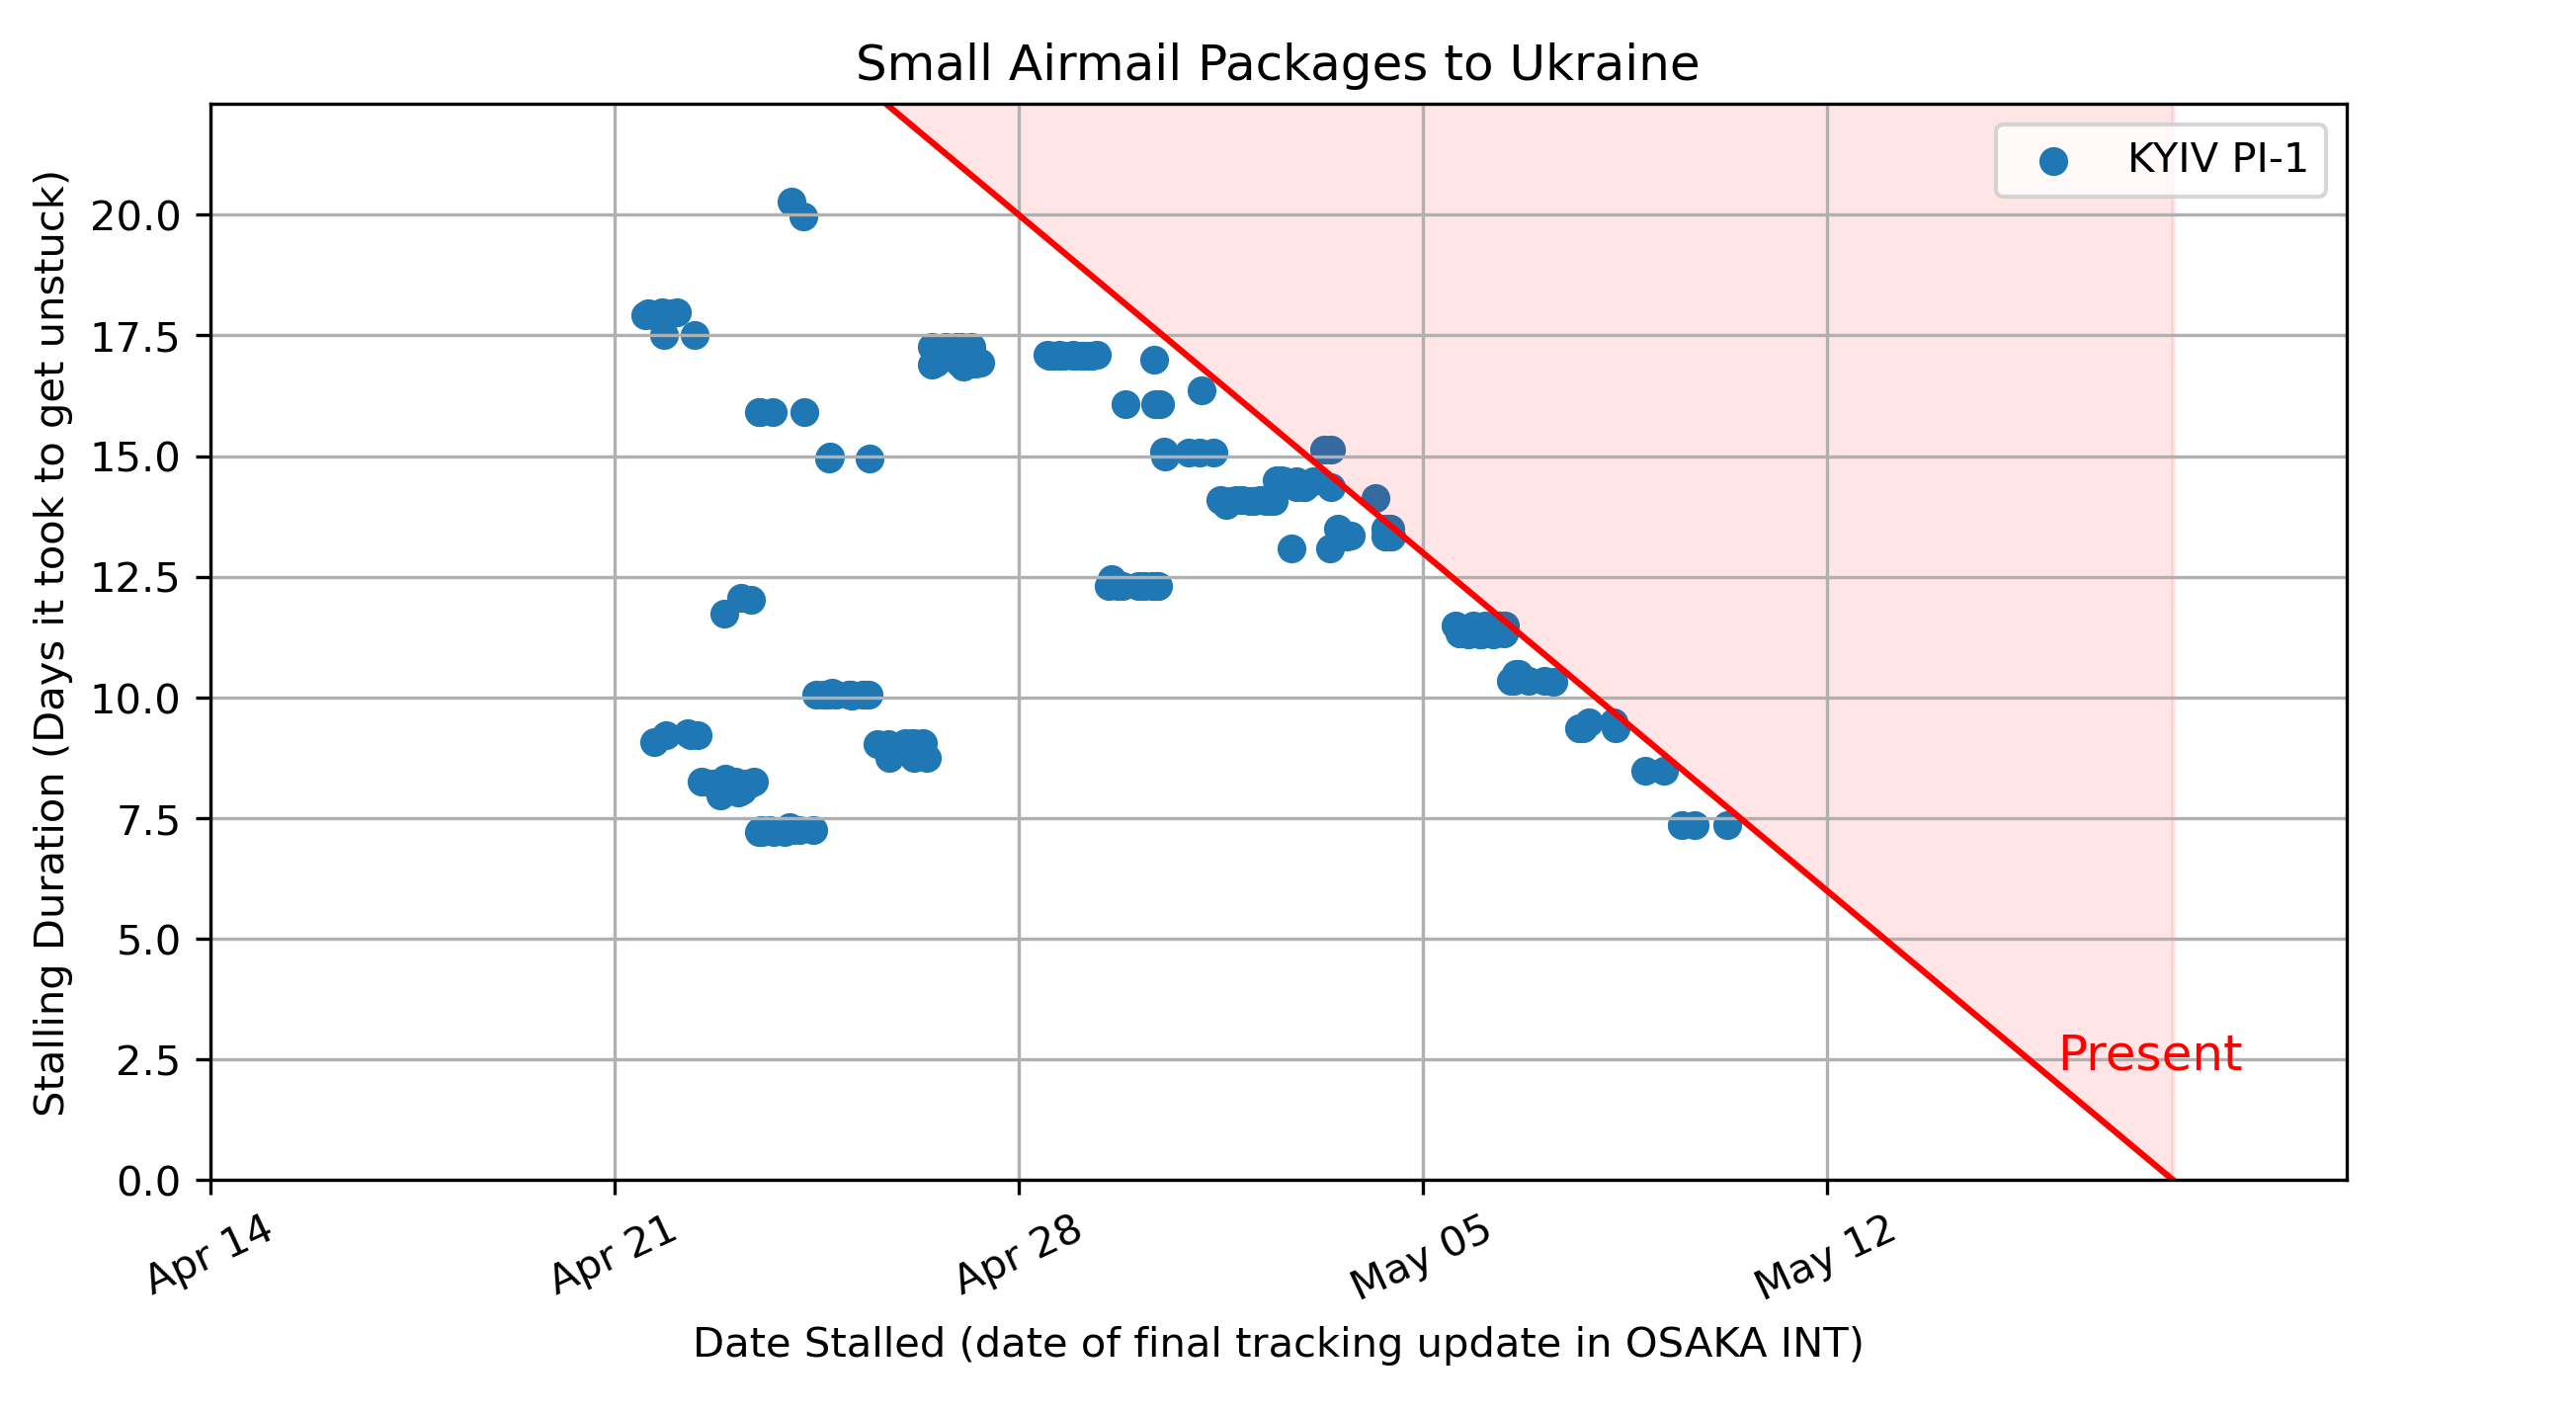 Small Airmail Packages to Ukraine
KYIV PI-1
Stalling Duration (Days it took to get unstuck)
20.0
17.5
15.0
12.5
10.0
7.5
5.0
2.5
0.0
Present
Apr 14
Apr 21
Apr 28
May 05
May 12
Date Stalled (date of final tracking update in OSAKA INT)